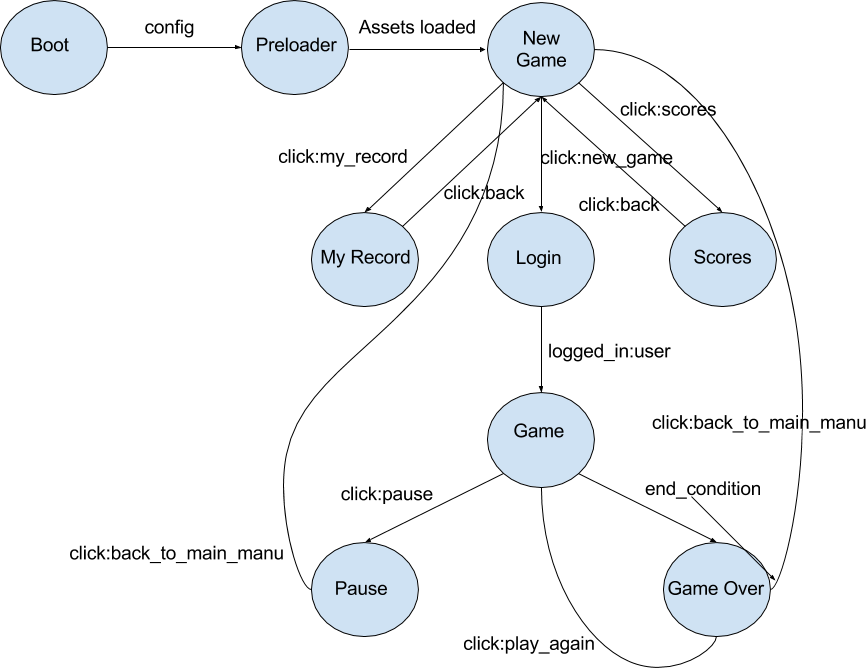 config
Assets loaded
Boot
Preloader
New
Game
click:scores
click:my_record
click:new_game
click:back
click:back
My Record
Login
Scores
logged_in:user
click:back_to_main_manu
Game
click:pause
end_condition
click:back_to_main_manu
Pause
Game Over
click:play_again